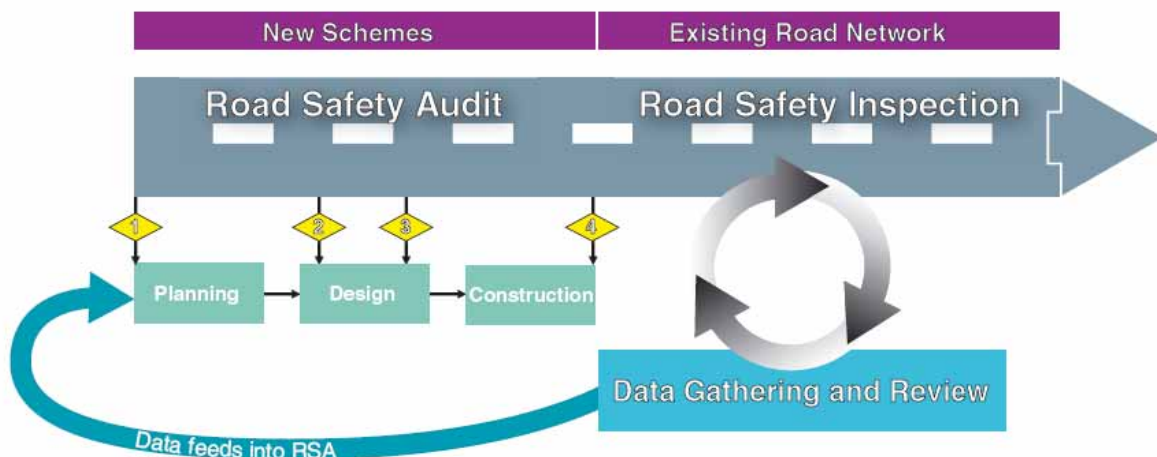 New Schemes
Existing Road Network
Road Safety Audit
Road Safety Inspection
1
2
3
4
Planning
Design
Construction
Data Gathering and Review
Data feeds into RSA